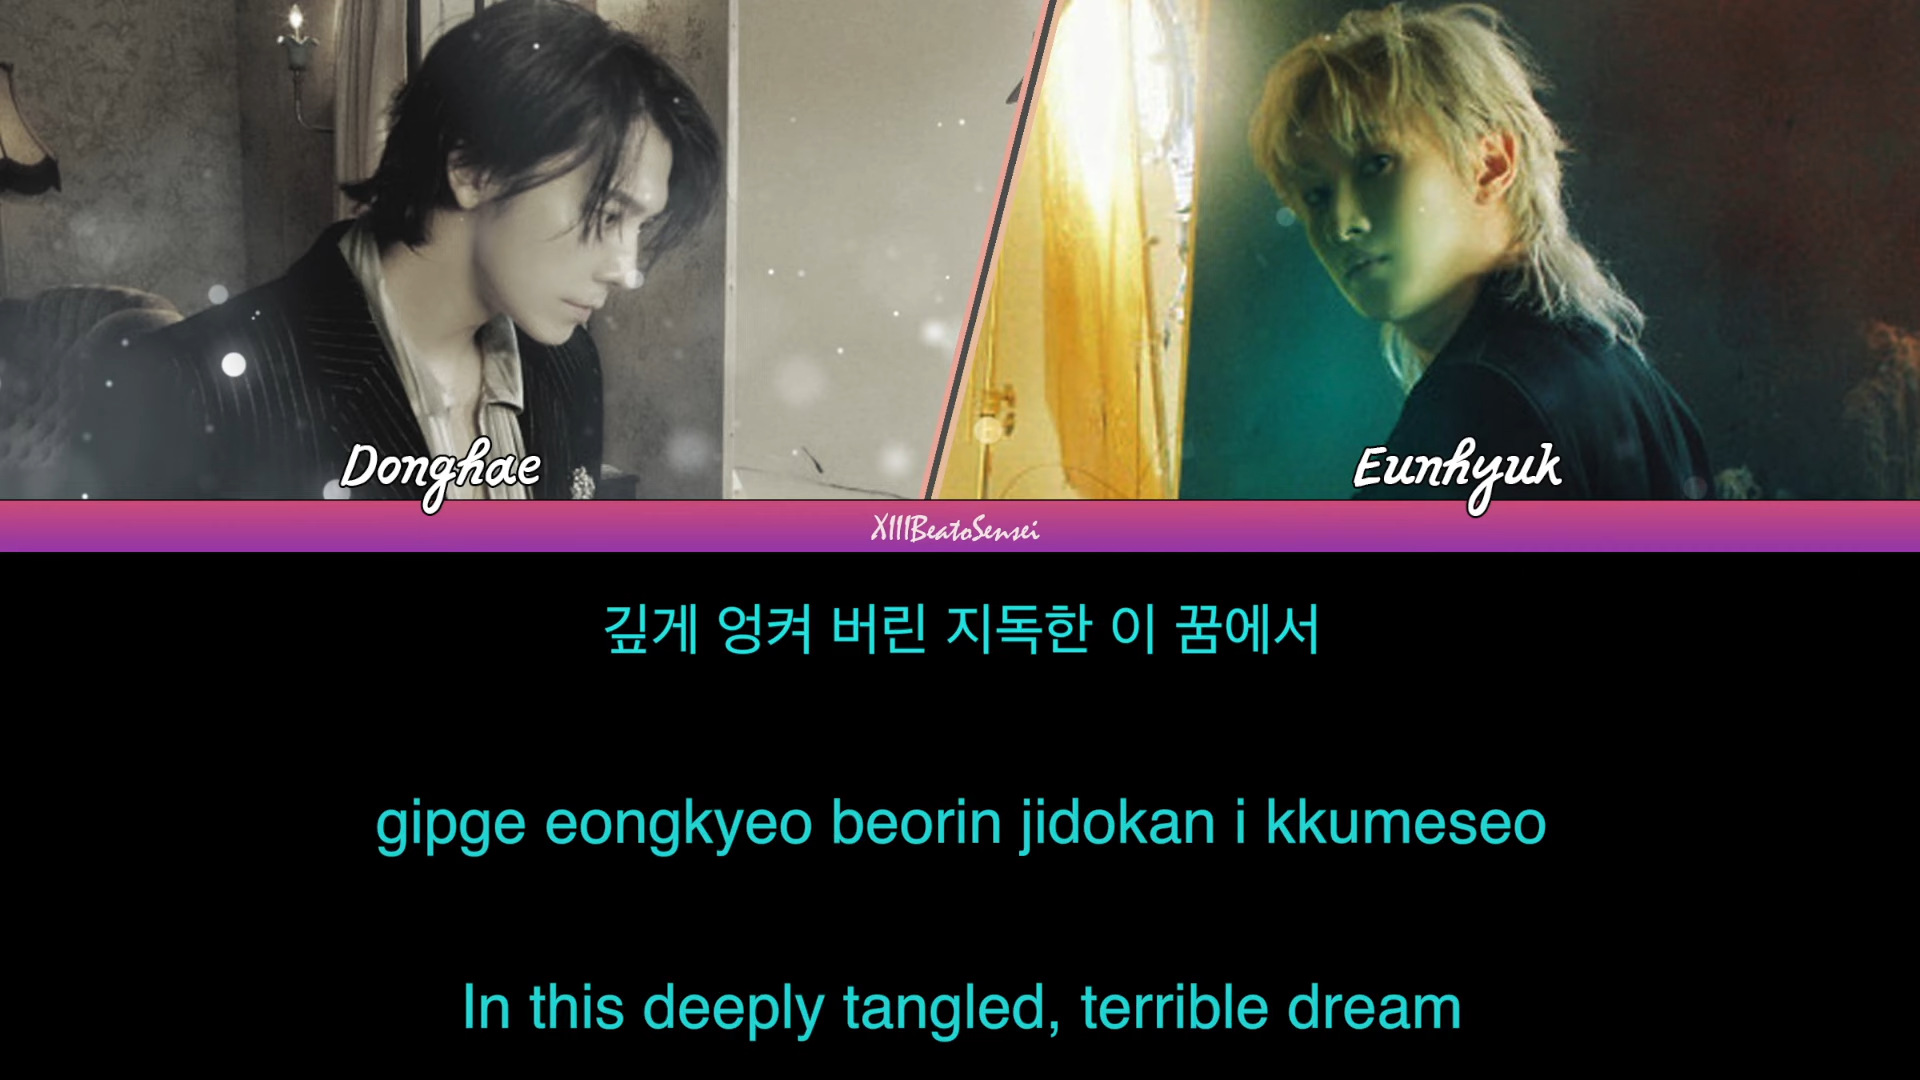 Donghae
Eunhyuk
XIIIBeatoSensei
깊게 엉켜 버린 지독한 이 꿈에서
gipge eongkyeo beorin jidokan i kkumeseo
In this deeply tangled, terrible dream